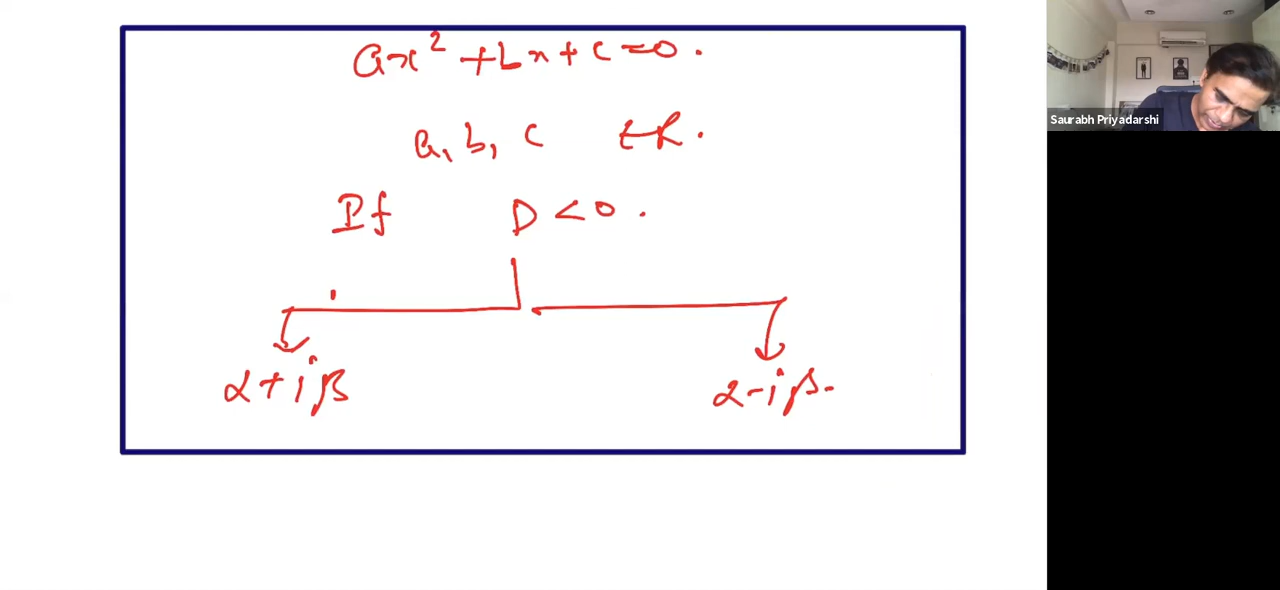 ax² + bx + c = 0.
a, b, c ∈ R.
If D < 0.
α + iβ α - iβ.
Saurabh Priyadarshi